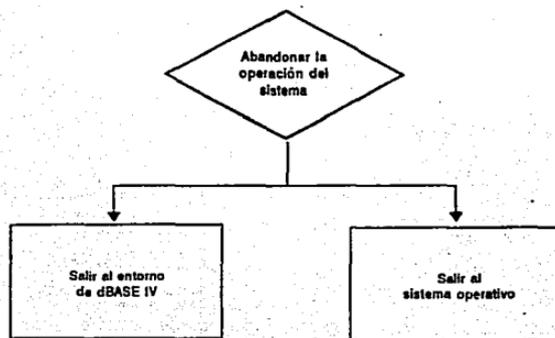 Abandonar la
operación del
sistema
Salir al entorno
de dBASE IV
Salir al
sistema operativo